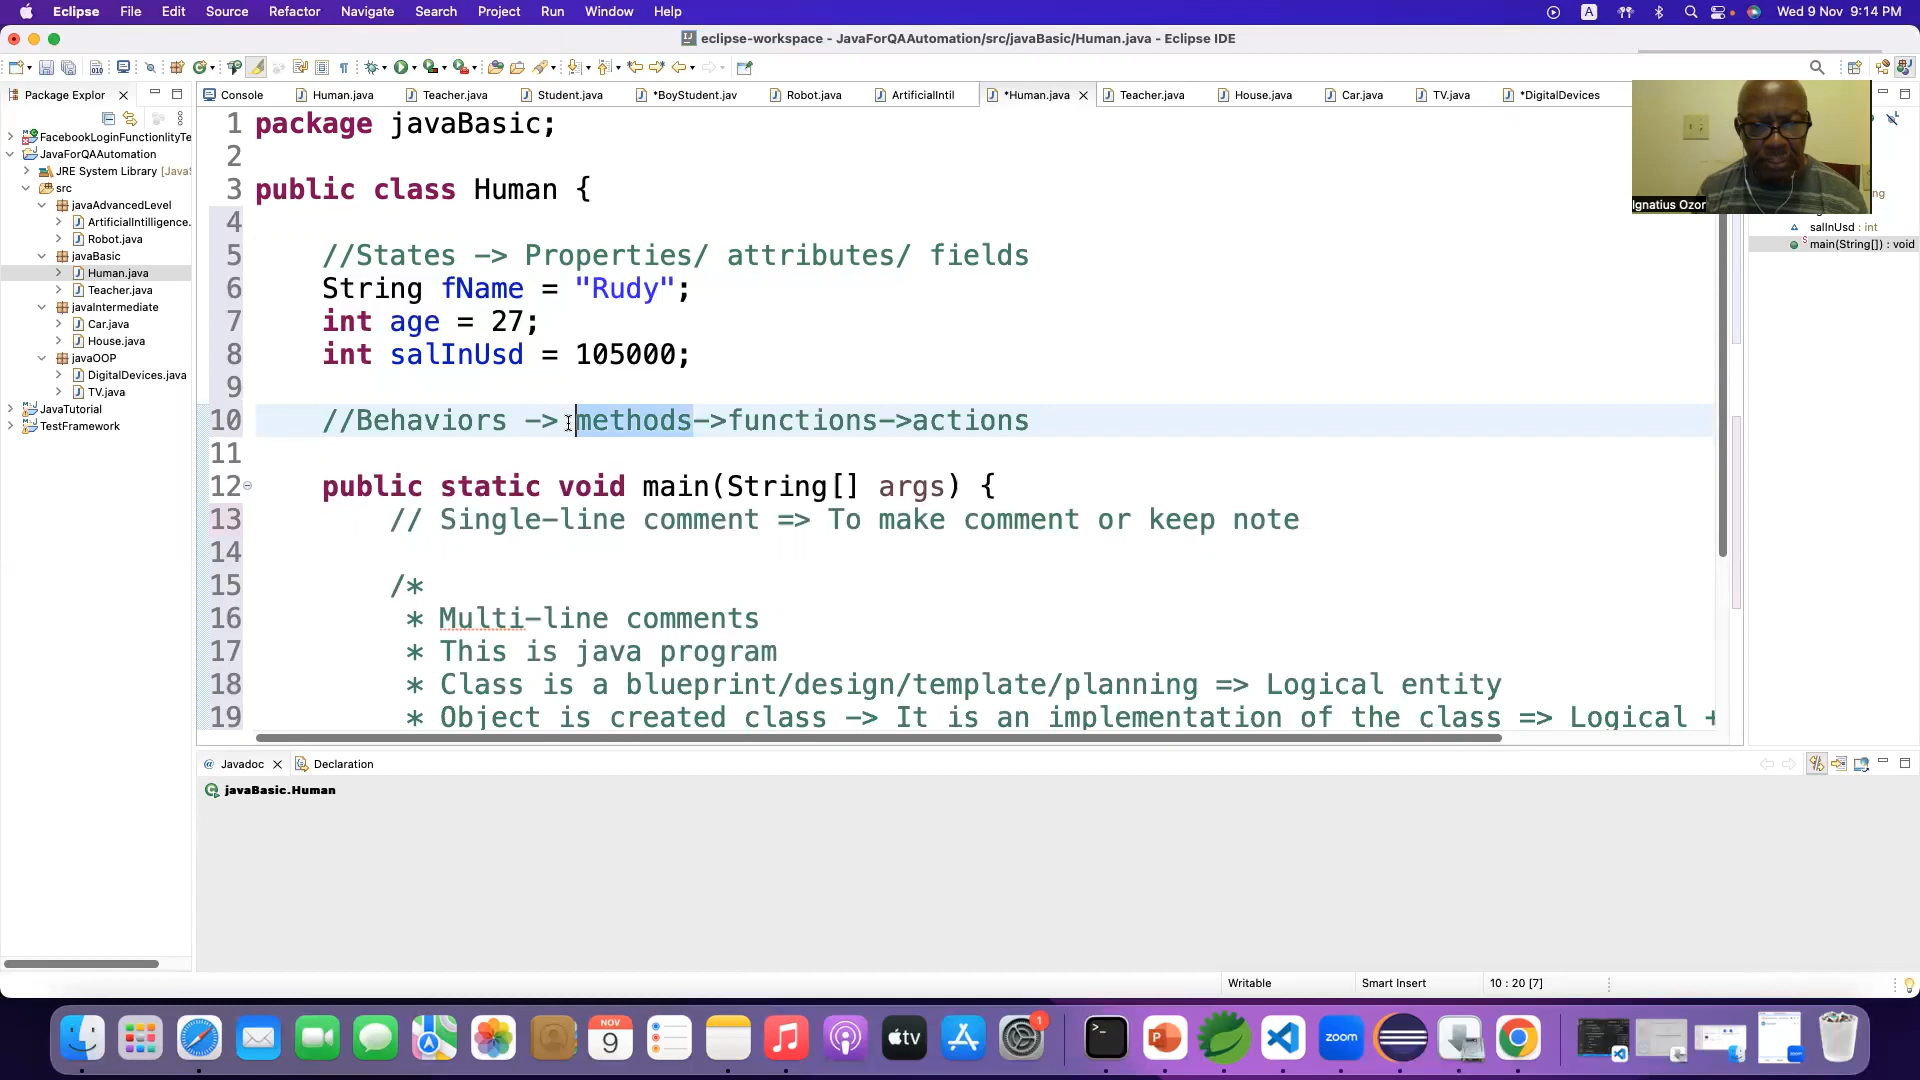 Eclipse File Edit Source Refactor Navigate Search Project Run Window Help
A
Wed 9 Nov 9:14 PM
eclipse-workspace - JavaForQAAutomation/src/javaBasic/Human.java - Eclipse IDE
Package Explor
Console Human.java Teacher.java Student.java *BoyStudent.jav Robot.java ArtificialIntil *Human.java Teacher.java House.java Car.java TV.java *DigitalDevices
FacebookLoginFunctionlityTe
JavaForQAAutomation
JRE System Library [Java
src
javaAdvancedLevel
ArtificialIntilligence.
Robot.java
javaBasic
Human.java
Teacher.java
javaIntermediate
Car.java
House.java
javaOOP
DigitalDevices.java
TV.java
JavaTutorial
TestFramework
1 package javaBasic;
2
3 public class Human {
4
5 //States -> Properties/ attributes/ fields
6 String fName = "Rudy";
7 int age = 27;
8 int salInUsd = 105000;
9
10 //Behaviors -> methods->functions->actions
11
12 public static void main(String[] args) {
13 // Single-line comment => To make comment or keep note
14
15 /*
16 * Multi-line comments
17 * This is java program
18 * Class is a blueprint/design/template/planning => Logical entity
19 * Object is created class -> It is an implementation of the class => Logical +
Ignatius Ozor
salInUsd : int
main(String[]) : void
Javadoc Declaration
javaBasic.Human
Writable Smart Insert 10 : 20 [7]
NOV
9
tv
1
zoom